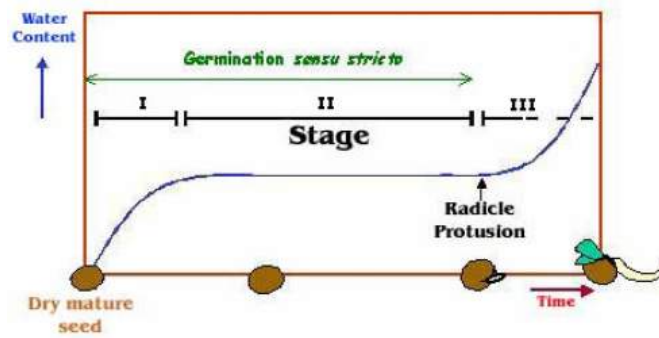 Water
Content
Germination sensu stricto
I
II
III
Stage
Radicle
Protusion
Dry mature
seed
Time